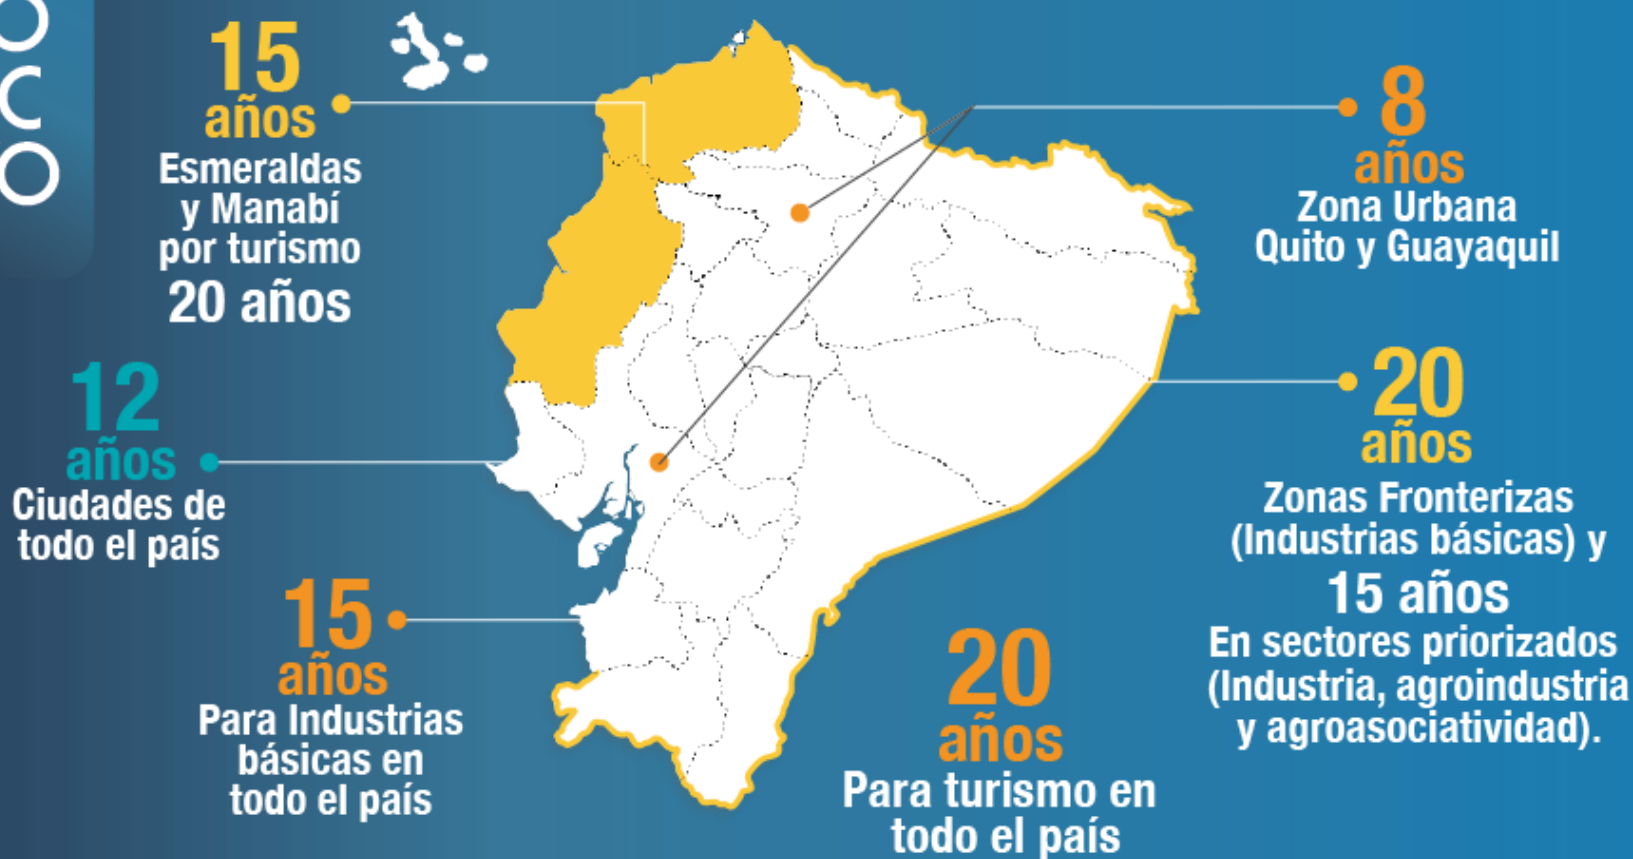 O
C
O
15
años
Esmeraldas
y Manabí
por turismo
20 años
12
años
Ciudades de
todo el país
15
años
Para Industrias
básicas en
todo el país
8
años
Zona Urbana
Quito y Guayaquil
20
años
Zonas Fronterizas
(Industrias básicas) y
15 años
En sectores priorizados
(Industria, agroindustria
y agroasociatividad).
20
años
Para turismo en
todo el país